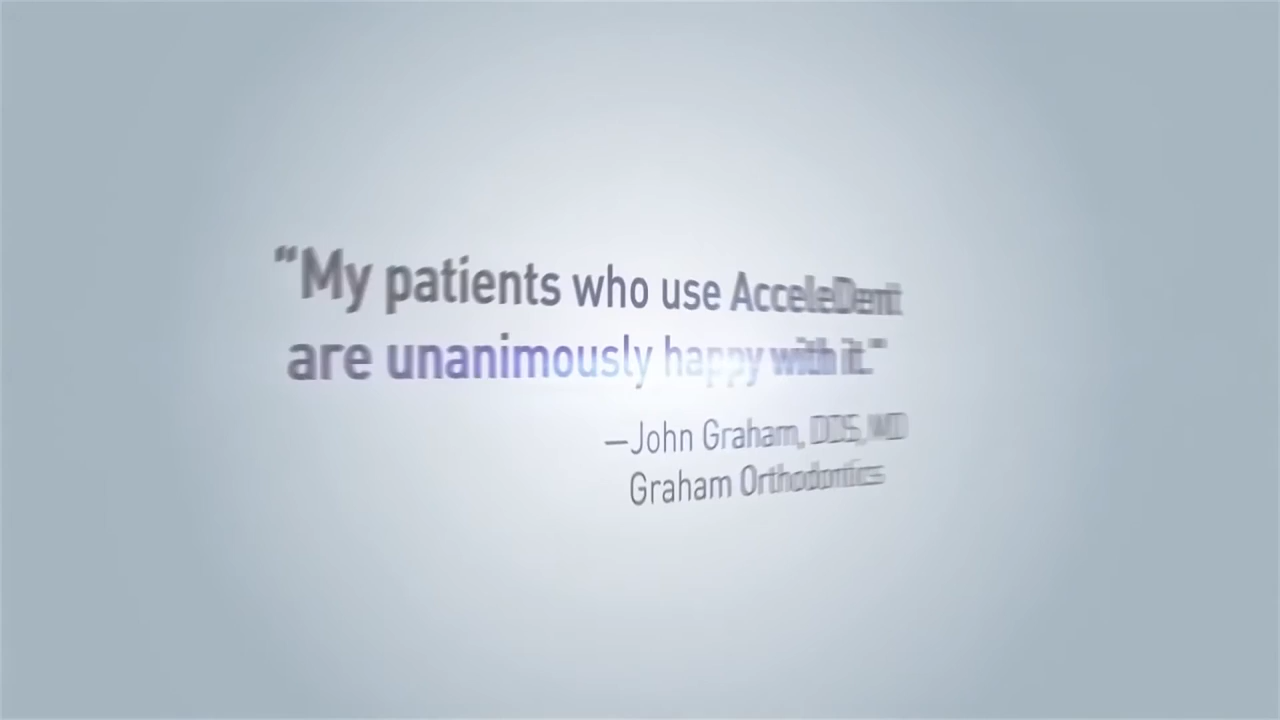 “My patients who use AcceleDent
are unanimously happy with it.”
—John Graham, DDS, MD
Graham Orthodontics